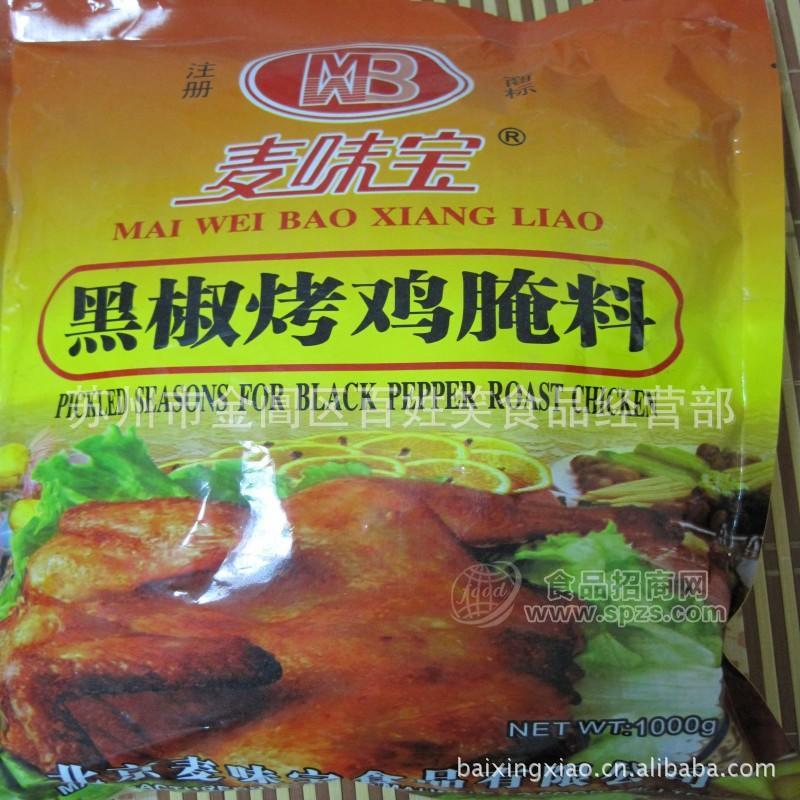 注册
商标
MWB
麦味宝®
MAI WEI BAO XIANG LIAO
黑椒烤鸡腌料
PICKLED SEASONS FOR BLACK PEPPER ROAST CHICKEN
苏州市金阊区百姓笑食品经营部
food
食品招商网
www.spzs.com
NET WT:1000g
北京麦味宝食品有限公司
baixingxiao.cn.alibaba.com